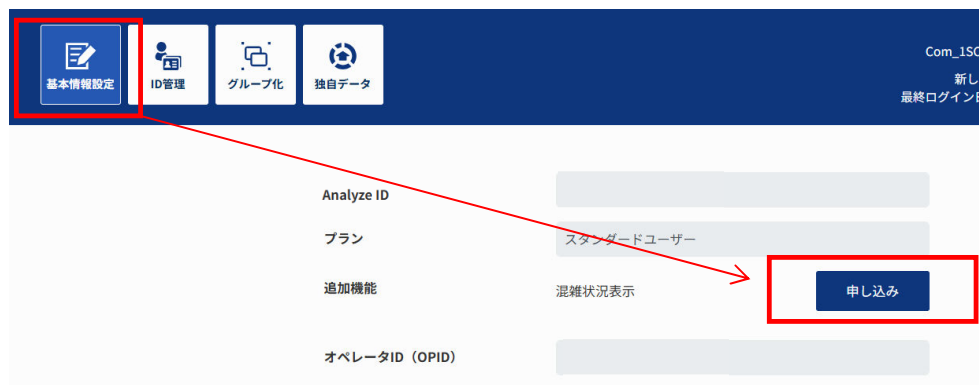 Com_1SC
新し
最終ログイン
基本情報設定
ID管理
グループ化
独自データ
Analyze ID
プラン
スタンダードユーザー
追加機能
混雑状況表示
申し込み
オペレータID（OPID）